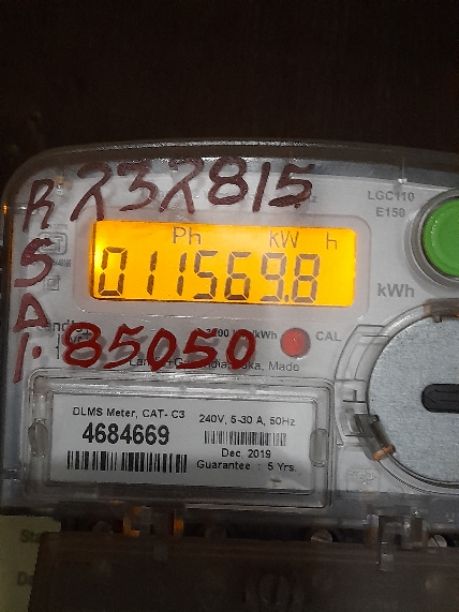 R 232815
LGC110
E150
Ph kW h
011569.8
kWh
S
D
1. 85050
CAL
DLMS Meter, CAT- C3
4684669
240V, 5-30 A, 50Hz
Dec, 2019
Guarantee : 5 Yrs.